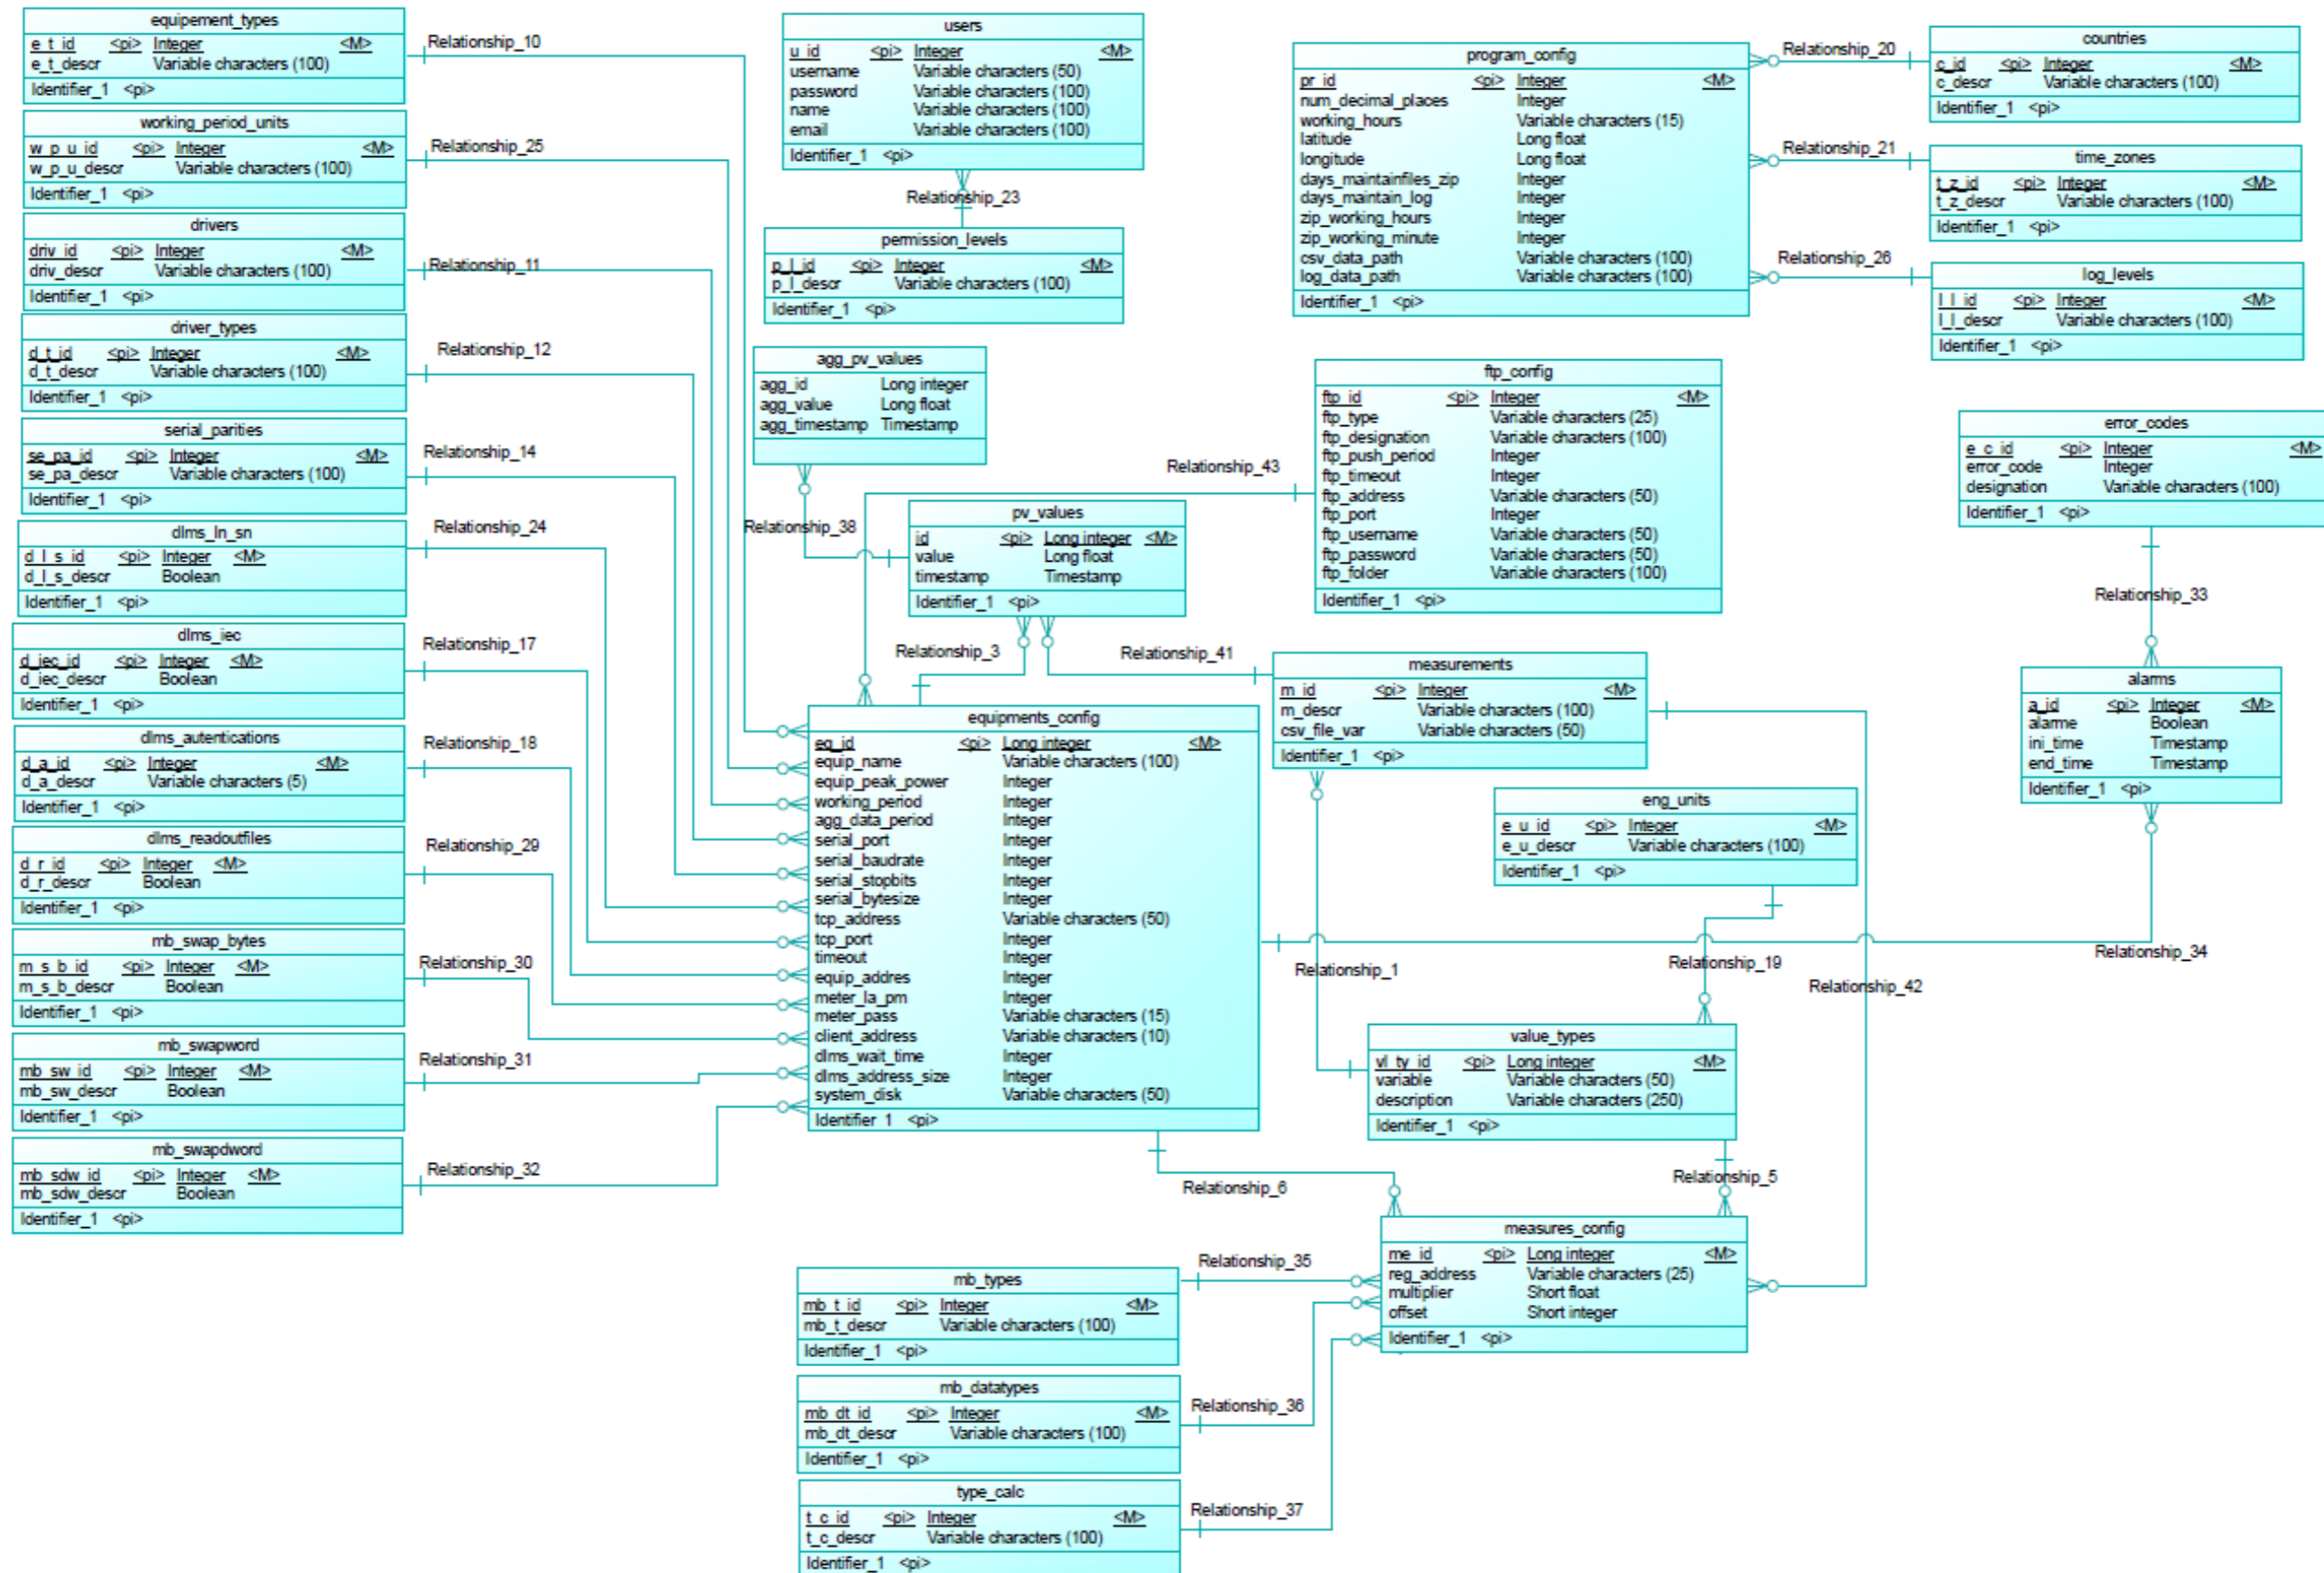 equipement_types
e_t_id <pi> Integer <M>
e_t_descr Variable characters (100)
Identifier_1 <pi>
Relationship_10
working_period_units
w_p_u_id <pi> Integer <M>
w_p_u_descr Variable characters (100)
Identifier_1 <pi>
Relationship_25
drivers
driv_id <pi> Integer <M>
driv_descr Variable characters (100)
Identifier_1 <pi>
Relationship_11
driver_types
d_t_id <pi> Integer <M>
d_t_descr Variable characters (100)
Identifier_1 <pi>
Relationship_12
serial_parities
se_pa_id <pi> Integer <M>
se_pa_descr Variable characters (100)
Identifier_1 <pi>
Relationship_14
dlms_ln_sn
d_l_s_id <pi> Integer <M>
d_l_s_descr Boolean
Identifier_1 <pi>
Relationship_24
dlms_iec
d_iec_id <pi> Integer <M>
d_iec_descr Boolean
Identifier_1 <pi>
Relationship_17
dlms_autentications
d_a_id <pi> Integer <M>
d_a_descr Variable characters (5)
Identifier_1 <pi>
Relationship_18
dlms_readoutfiles
d_r_id <pi> Integer <M>
d_r_descr Boolean
Identifier_1 <pi>
Relationship_29
mb_swap_bytes
m_s_b_id <pi> Integer <M>
m_s_b_descr Boolean
Identifier_1 <pi>
Relationship_30
mb_swapword
mb_sw_id <pi> Integer <M>
mb_sw_descr Boolean
Identifier_1 <pi>
Relationship_31
mb_swapdword
mb_sdw_id <pi> Integer <M>
mb_sdw_descr Boolean
Identifier_1 <pi>
Relationship_32
users
u_id <pi> Integer <M>
username Variable characters (50)
password Variable characters (100)
name Variable characters (100)
email Variable characters (100)
Identifier_1 <pi>
Relationship_23
permission_levels
p_l_id <pi> Integer <M>
p_l_descr Variable characters (100)
Identifier_1 <pi>
agg_pv_values
agg_id Long integer
agg_value Long float
agg_timestamp Timestamp
Relationship_38
pv_values
id <pi> Long integer <M>
value Long float
timestamp Timestamp
Identifier_1 <pi>
Relationship_43
Relationship_3
Relationship_41
equipments_config
eq_id <pi> Long integer <M>
equip_name Variable characters (100)
equip_peak_power Integer
working_period Integer
agg_data_period Integer
serial_port Integer
serial_baudrate Integer
serial_stopbits Integer
serial_bytesize Integer
tcp_address Variable characters (50)
tcp_port Integer
timeout Integer
equip_addres Integer
meter_la_pm Integer
meter_pass Variable characters (15)
client_address Variable characters (10)
dlms_wait_time Integer
dlms_address_size Integer
system_disk Variable characters (50)
Identifier_1 <pi>
program_config
pr_id <pi> Integer <M>
num_decimal_places Integer
working_hours Variable characters (15)
latitude Long float
longitude Long float
days_maintainfiles_zip Integer
days_maintain_log Integer
zip_working_hours Integer
zip_working_minute Integer
csv_data_path Variable characters (100)
log_data_path Variable characters (100)
Identifier_1 <pi>
Relationship_20
countries
c_id <pi> Integer <M>
c_descr Variable characters (100)
Identifier_1 <pi>
Relationship_21
time_zones
t_z_id <pi> Integer <M>
t_z_descr Variable characters (100)
Identifier_1 <pi>
Relationship_26
log_levels
l_l_id <pi> Integer <M>
l_l_descr Variable characters (100)
Identifier_1 <pi>
ftp_config
ftp_id <pi> Integer <M>
ftp_type Variable characters (25)
ftp_designation Variable characters (100)
ftp_push_period Integer
ftp_timeout Integer
ftp_address Variable characters (50)
ftp_port Integer
ftp_username Variable characters (50)
ftp_password Variable characters (50)
ftp_folder Variable characters (100)
Identifier_1 <pi>
error_codes
e_c_id <pi> Integer <M>
error_code Integer
designation Variable characters (100)
Identifier_1 <pi>
Relationship_33
measurements
m_id <pi> Integer <M>
m_descr Variable characters (100)
csv_file_var Variable characters (50)
Identifier_1 <pi>
alarms
a_id <pi> Integer <M>
alarme Boolean
ini_time Timestamp
end_time Timestamp
Identifier_1 <pi>
eng_units
e_u_id <pi> Integer <M>
e_u_descr Variable characters (100)
Identifier_1 <pi>
Relationship_1
Relationship_19
Relationship_34
Relationship_42
value_types
vl_ty_id <pi> Long integer <M>
variable Variable characters (50)
description Variable characters (250)
Identifier_1 <pi>
Relationship_6
Relationship_5
measures_config
me_id <pi> Long integer <M>
reg_address Variable characters (25)
multiplier Short float
offset Short integer
Identifier_1 <pi>
Relationship_35
mb_types
mb_t_id <pi> Integer <M>
mb_t_descr Variable characters (100)
Identifier_1 <pi>
Relationship_36
mb_datatypes
mb_dt_id <pi> Integer <M>
mb_dt_descr Variable characters (100)
Identifier_1 <pi>
Relationship_37
type_calc
t_c_id <pi> Integer <M>
t_c_descr Variable characters (100)
Identifier_1 <pi>